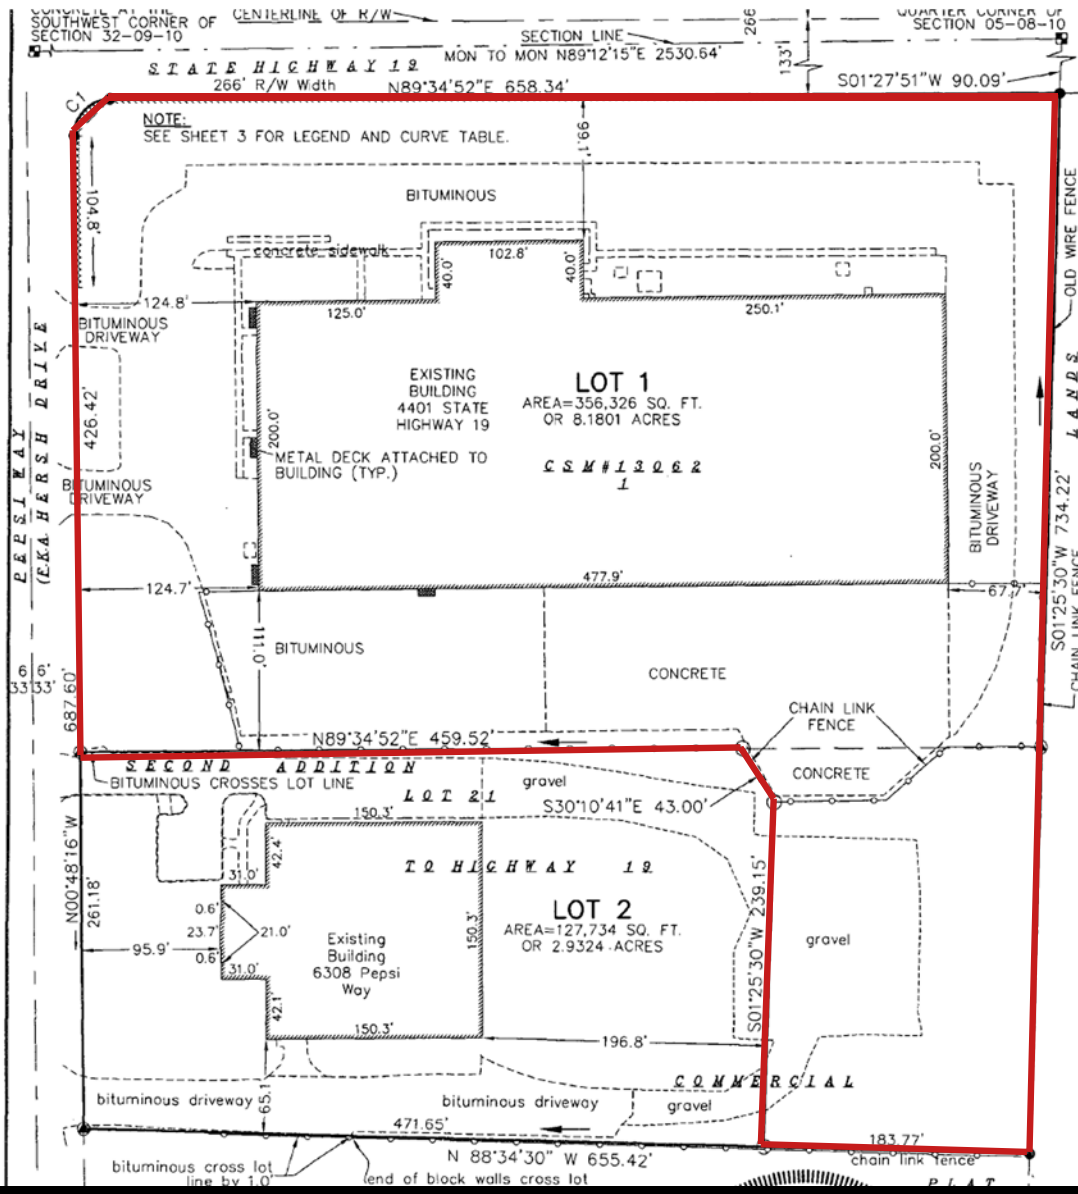 CONCRETE AT THE
SOUTHWEST CORNER OF
SECTION 32-09-10
CENTERLINE OF R/W
266
133'
QUARTER CORNER OF
SECTION 05-08-10
SECTION LINE
MON TO MON N89°12'15"E 2530.64'
STATE HIGHWAY 19
266' R/W Width
N89°34'52"E 658.34'
S01°27'51"W 90.09'
C1
NOTE:
SEE SHEET 3 FOR LEGEND AND CURVE TABLE.
99.1'
104.8'
BITUMINOUS
OLD WIRE FENCE
concrete sidewalk
102.8'
40.0'
40.0'
124.8'
125.0'
250.1'
BITUMINOUS
DRIVEWAY
EXISTING
BUILDING
4401 STATE
HIGHWAY 19
LOT 1
AREA=356,326 SQ. FT.
OR 8.1801 ACRES
LANDS
426.42'
200.0'
200.0'
METAL DECK ATTACHED TO
BUILDING (TYP.)
CSM#13062
1
PEPSI WAY
(F.K.A HERSH DRIVE
BITUMINOUS
DRIVEWAY
BITUMINOUS
DRIVEWAY
S01°25'30"W 734.22'
CHAIN LINK FENCE
477.9'
124.7'
67.7'
111.0'
BITUMINOUS
CONCRETE
66'
33' 33'
687.60'
CHAIN LINK
FENCE
N89°34'52"E 459.52'
SECOND ADDITION
BITUMINOUS CROSSES LOT LINE
gravel
CONCRETE
LOT 21
S30°10'41"E 43.00'
150.3'
42.4'
31.0'
TO HIGHWAY 19
N00°48'16"W
261.18'
S01°25'30"W 239.15'
LOT 2
AREA=127,734 SQ. FT.
OR 2.9324 ACRES
0.6'
23.7'
0.6'
21.0'
150.3'
95.9'
Existing
Building
6308 Pepsi
Way
gravel
31.0'
42.1'
150.3'
196.8'
COMMERCIAL
65.1
bituminous driveway
bituminous driveway
gravel
471.65'
183.77'
N 88°34'30" W 655.42'
chain link fence
bituminous cross lot
line by 1.0'
end of block walls cross lot
PLAT